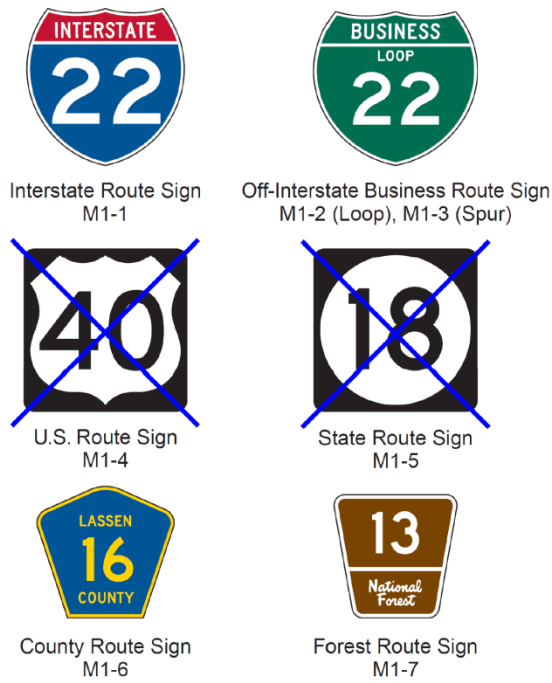 INTERSTATE
22
Interstate Route Sign
M1-1
BUSINESS
LOOP
22
Off-Interstate Business Route Sign
M1-2 (Loop), M1-3 (Spur)
40
U.S. Route Sign
M1-4
18
State Route Sign
M1-5
LASSEN
16
COUNTY
County Route Sign
M1-6
13
National
Forest
Forest Route Sign
M1-7